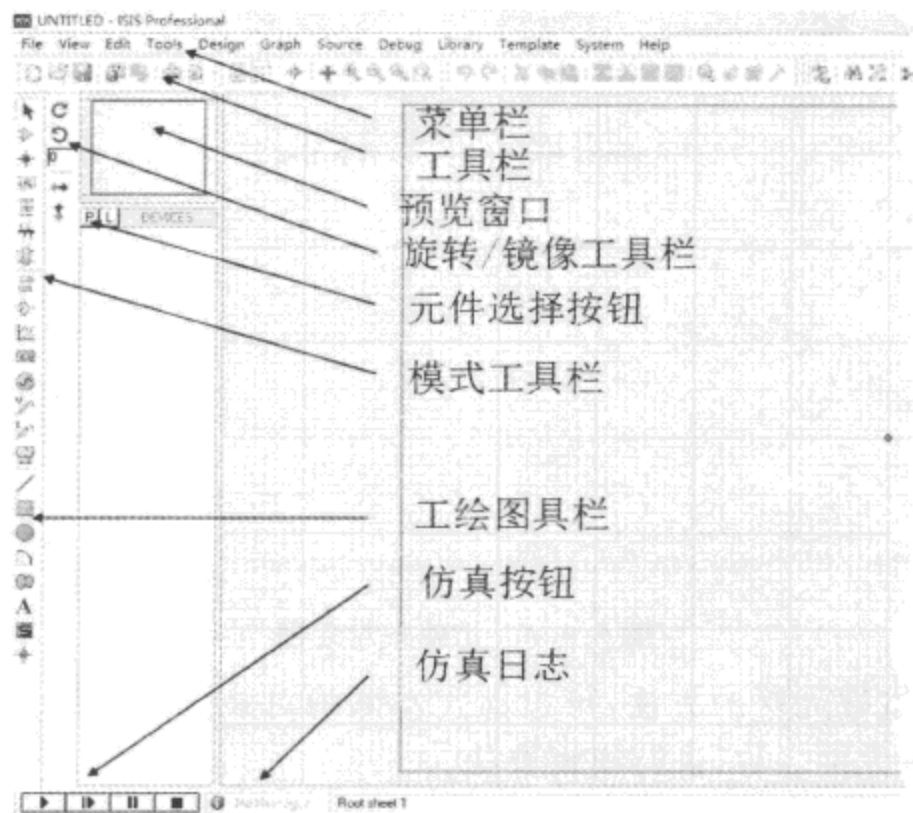 UNTITLED - ISIS Professional
File View Edit Tools Design Graph Source Debug Library Template System Help
菜单栏
工具栏
预览窗口
P L DEVICES
旋转/镜像工具栏
元件选择按钮
模式工具栏
工绘图具栏
仿真按钮
A
仿真日志
Root sheet 1